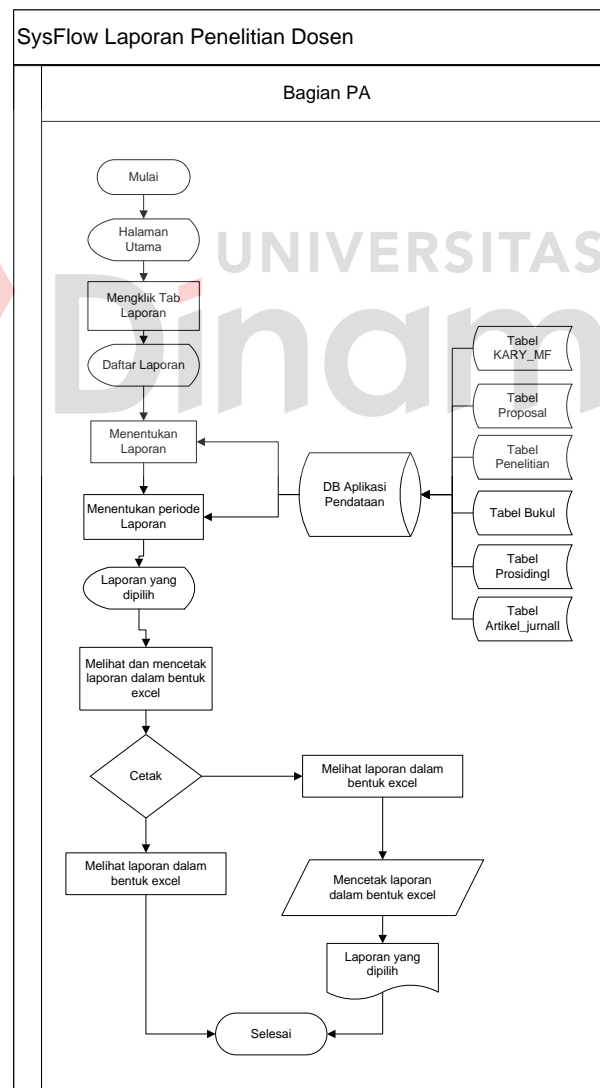 SysFlow Laporan Penelitian Dosen
Bagian PA
UNIVERSITAS
Dinam
Mulai
Halaman
Utama
Mengklik Tab
Laporan
Daftar Laporan
Menentukan
Laporan
Menentukan periode
Laporan
Laporan yang
dipilih
Melihat dan mencetak
laporan dalam bentuk
excel
DB Aplikasi
Pendataan
Tabel
KARY_MF
Tabel
Proposal
Tabel
Penelitian
Tabel Bukul
Tabel
Prosidingl
Tabel
Artikel_jurnall
Cetak
Melihat laporan dalam
bentuk excel
Melihat laporan dalam
bentuk excel
Mencetak laporan
dalam bentuk excel
Laporan yang
dipilih
Selesai